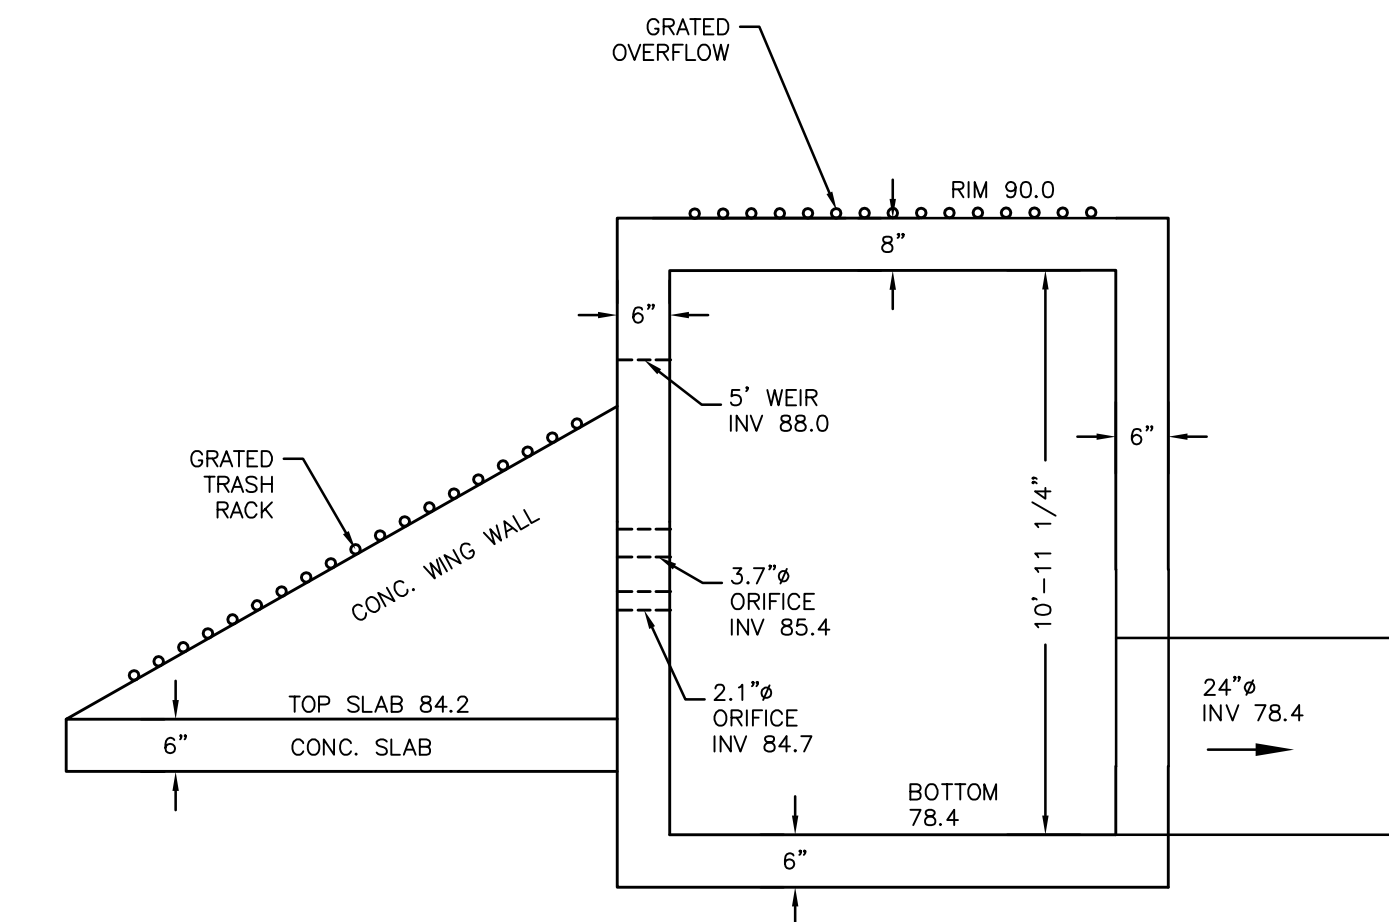 GRATED
OVERFLOW
RIM 90.0
8”
6”
5’ WEIR
INV 88.0
6”
GRATED
TRASH
RACK
CONC. WING WALL
10’-11 1/4”
3.7”ø
ORIFICE
INV 85.4
2.1”ø
ORIFICE
INV 84.7
24”ø
INV 78.4
TOP SLAB 84.2
6”
CONC. SLAB
BOTTOM
78.4
6”